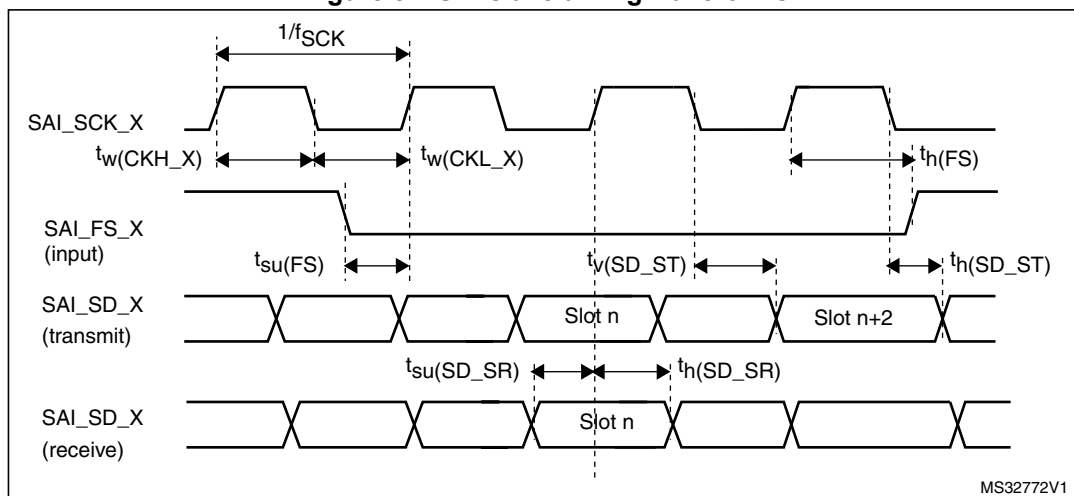 1/fSCK
SAI_SCK_X
tw(CKH_X)
tw(CKL_X)
th(FS)
SAI_FS_X
(input)
tsu(FS)
tv(SD_ST)
th(SD_ST)
SAI_SD_X
(transmit)
Slot n
Slot n+2
tsu(SD_SR)
th(SD_SR)
SAI_SD_X
(receive)
Slot n
MS32772V1